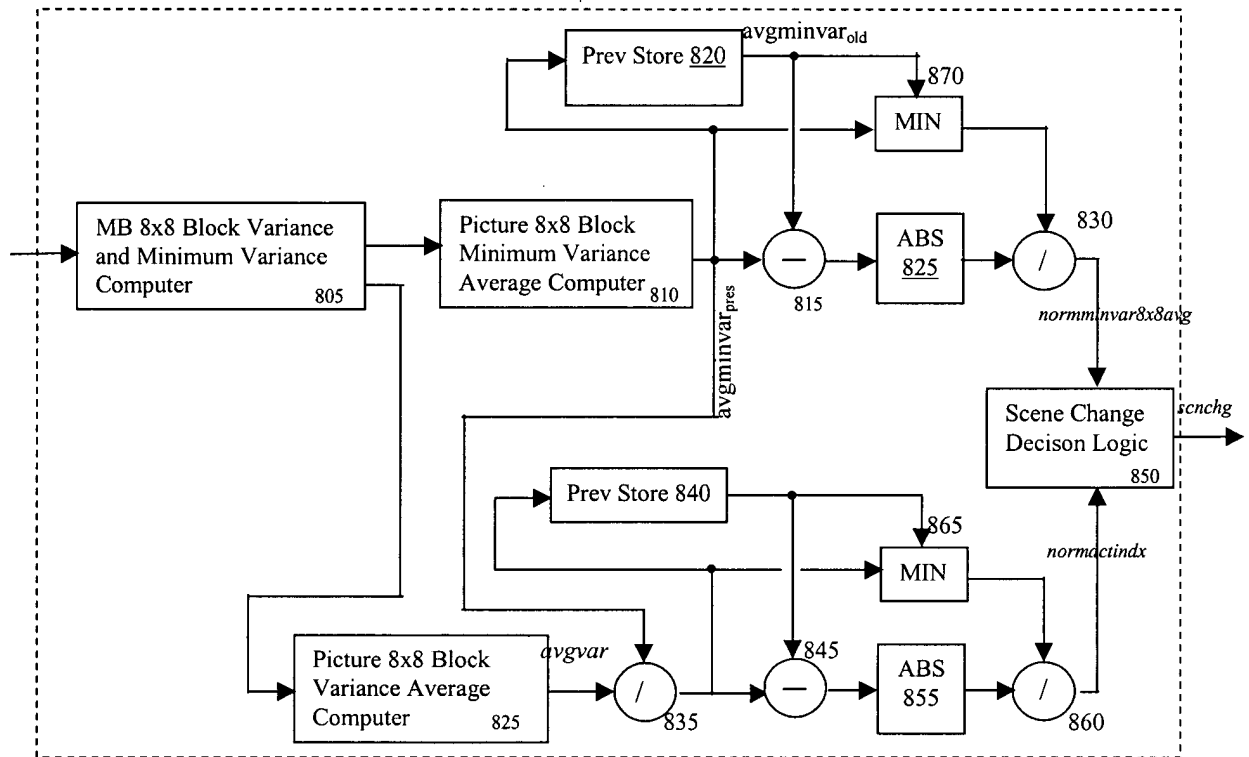 avgminvar_old
Prev Store 820
870
MIN
MB 8x8 Block Variance
and Minimum Variance
Computer
805
Picture 8x8 Block
Minimum Variance
Average Computer
810
−
815
ABS
825
/
830
avgminvar_pres
normminvar8x8avg
Scene Change
Decison Logic
850
scnchg
Prev Store 840
865
MIN
normactindx
Picture 8x8 Block
Variance Average
Computer
825
avgvar
/
835
−
845
ABS
855
/
860